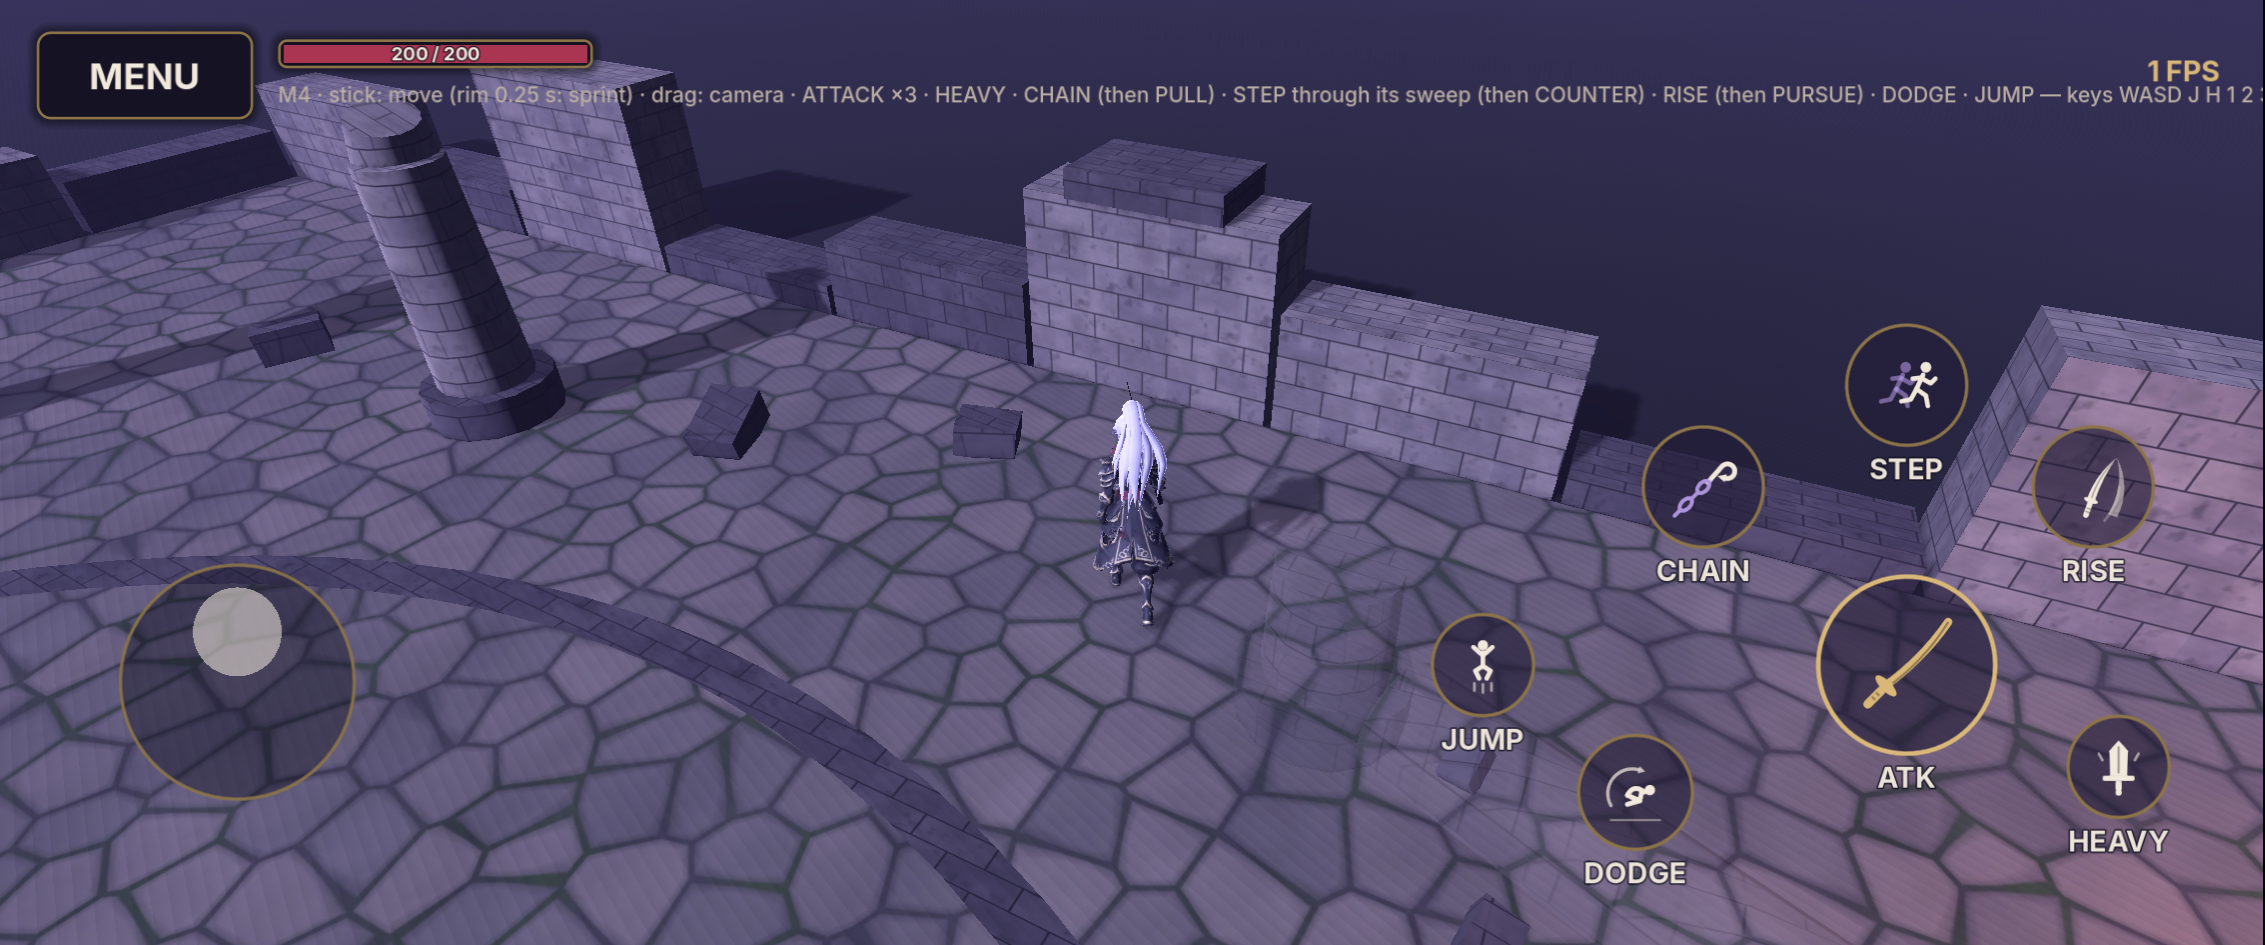 MENU
200 / 200
1 FPS
M4 · stick: move (rim 0.25 s: sprint) · drag: camera · ATTACK ×3 · HEAVY · CHAIN (then PULL) · STEP through its sweep (then COUNTER) · RISE (then PURSUE) · DODGE · JUMP — keys WASD J H 1 2
STEP
CHAIN
RISE
JUMP
ATK
DODGE
HEAVY